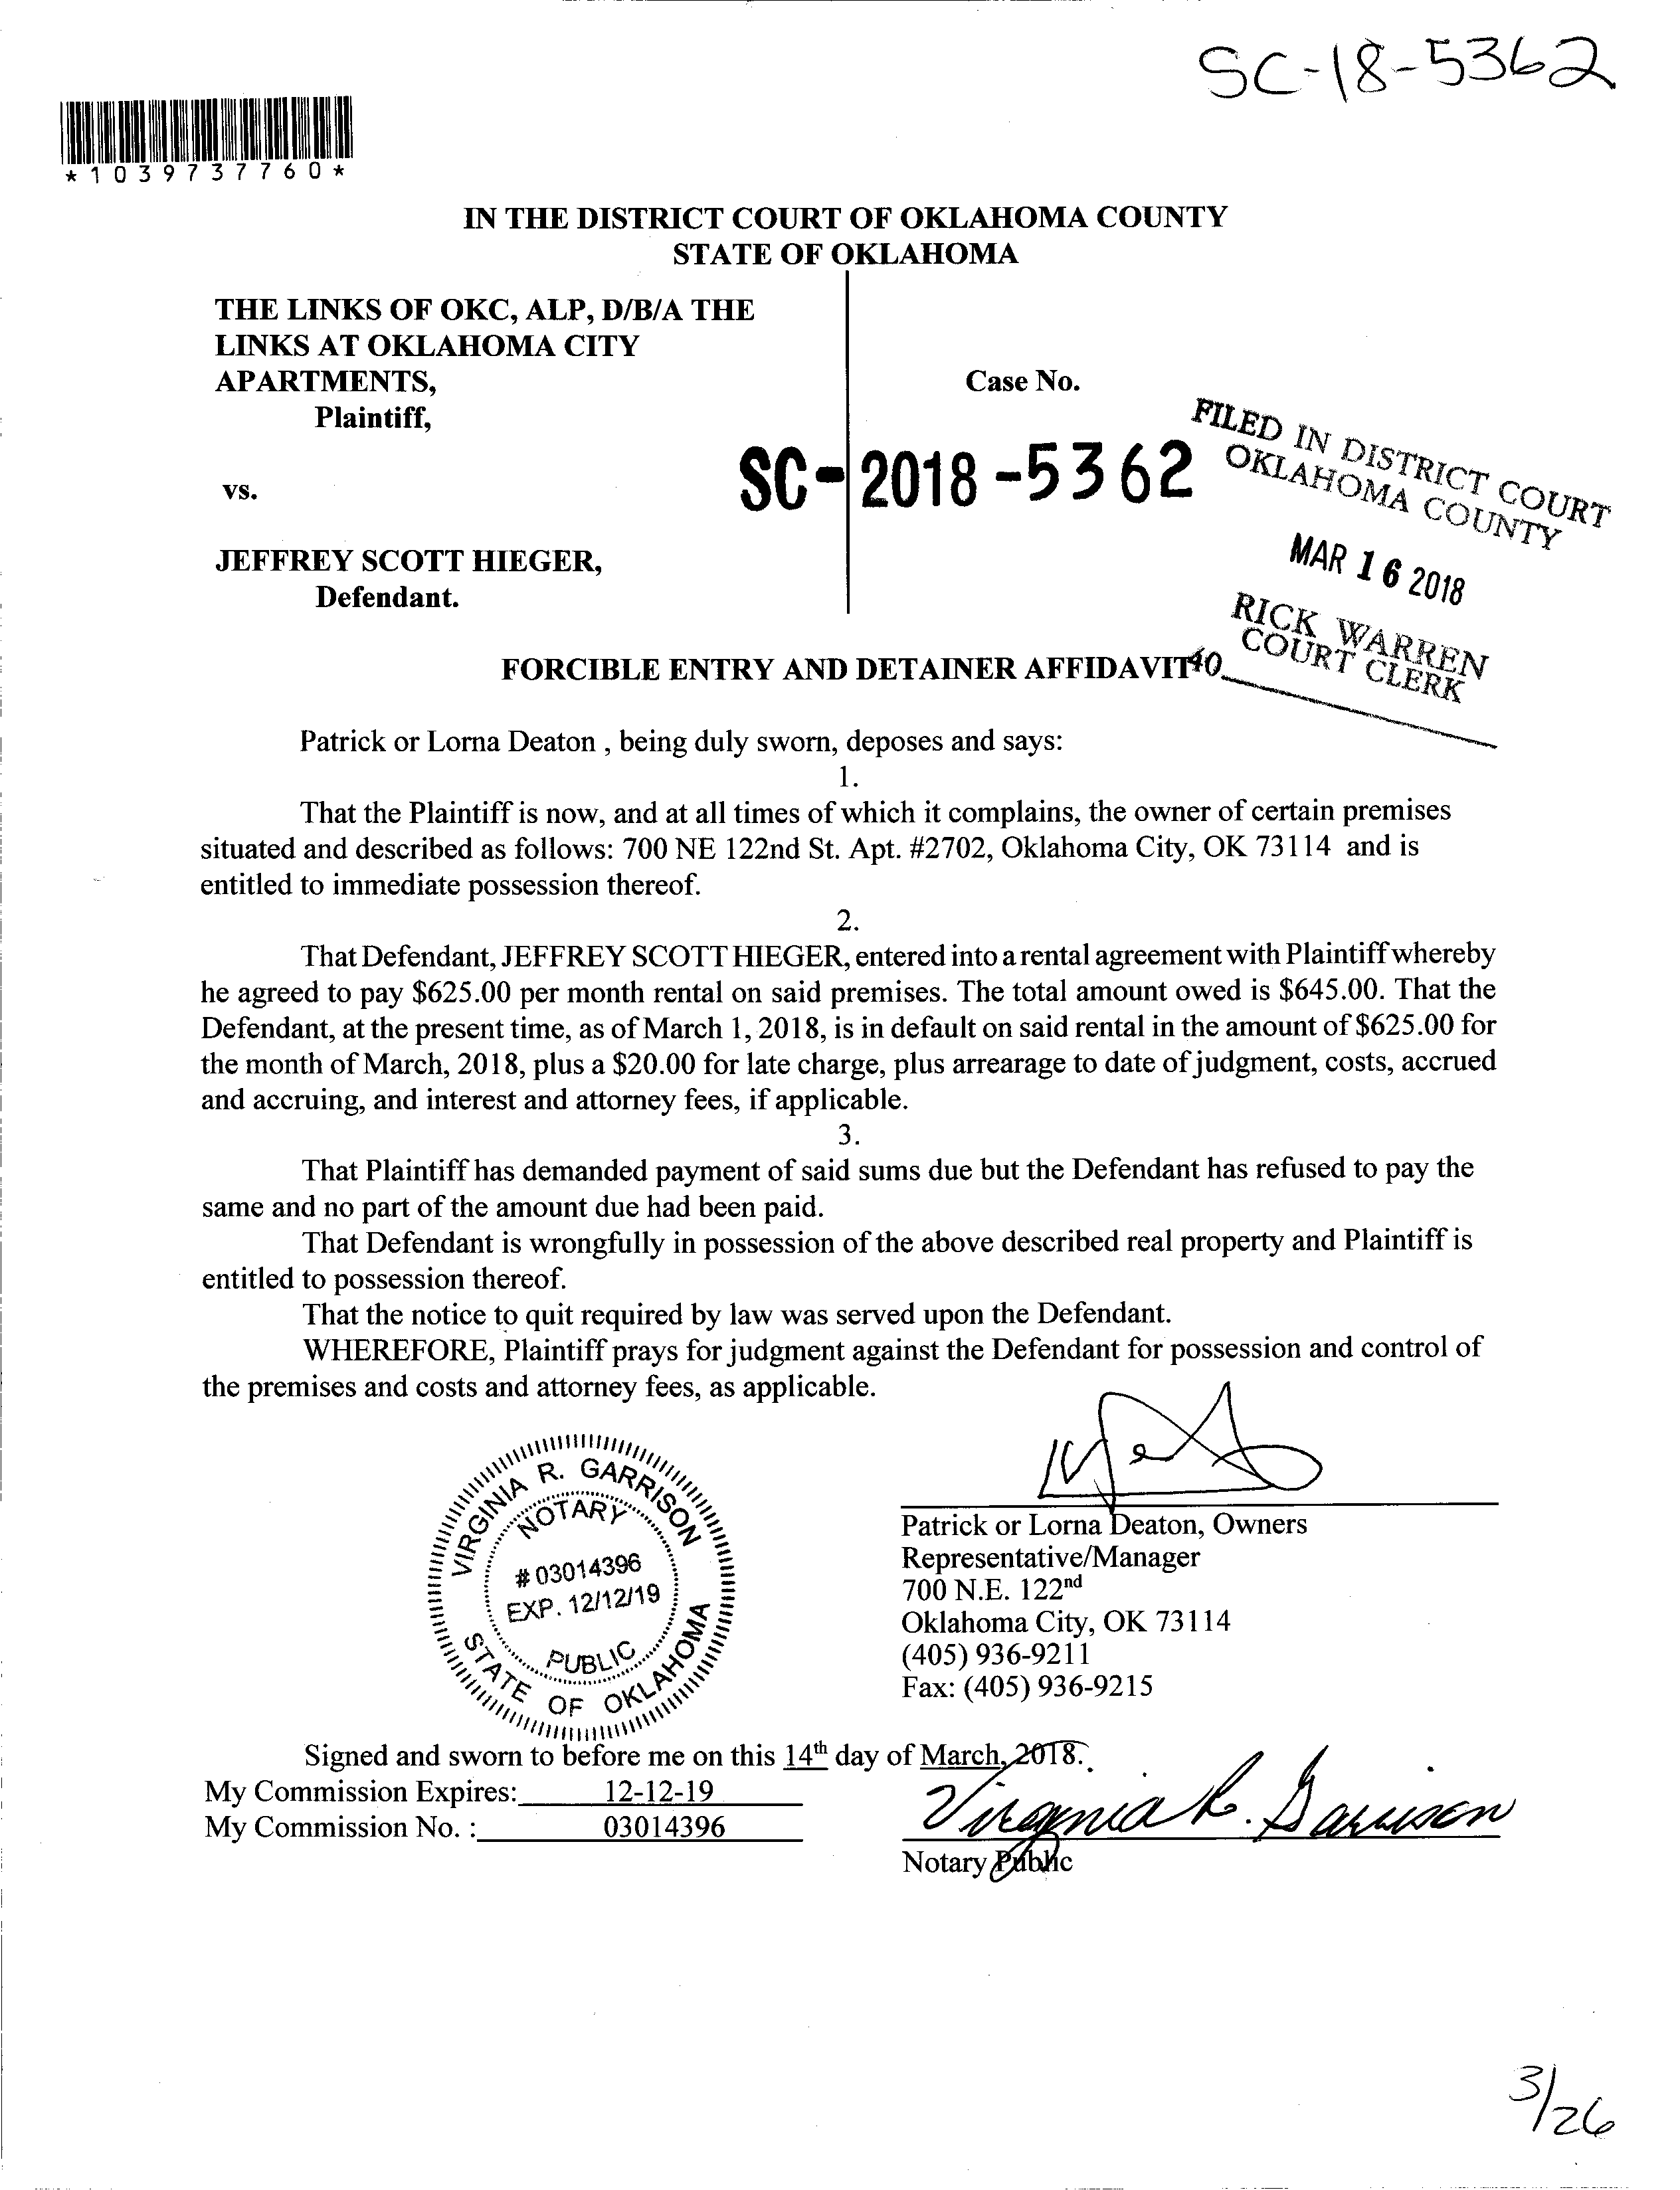 SC-18-5362
*1039737760*
IN THE DISTRICT COURT OF OKLAHOMA COUNTY
STATE OF OKLAHOMA
THE LINKS OF OKC, ALP, D/B/A THE
LINKS AT OKLAHOMA CITY
APARTMENTS,
Plaintiff,
vs.
JEFFREY SCOTT HIEGER,
Defendant.
Case No.
SC-2018-5362
FILED IN DISTRICT COURT
OKLAHOMA COUNTY
MAR 16 2018
RICK WARREN
COURT CLERK
40
FORCIBLE ENTRY AND DETAINER AFFIDAVIT
Patrick or Lorna Deaton , being duly sworn, deposes and says:
1.
That the Plaintiff is now, and at all times of which it complains, the owner of certain premises
situated and described as follows: 700 NE 122nd St. Apt. #2702, Oklahoma City, OK 73114 and is
entitled to immediate possession thereof.
2.
That Defendant, JEFFREY SCOTT HIEGER, entered into a rental agreement with Plaintiff whereby
he agreed to pay $625.00 per month rental on said premises. The total amount owed is $645.00. That the
Defendant, at the present time, as of March 1, 2018, is in default on said rental in the amount of $625.00 for
the month of March, 2018, plus a $20.00 for late charge, plus arrearage to date of judgment, costs, accrued
and accruing, and interest and attorney fees, if applicable.
3.
That Plaintiff has demanded payment of said sums due but the Defendant has refused to pay the
same and no part of the amount due had been paid.
That Defendant is wrongfully in possession of the above described real property and Plaintiff is
entitled to possession thereof.
That the notice to quit required by law was served upon the Defendant.
WHEREFORE, Plaintiff prays for judgment against the Defendant for possession and control of
the premises and costs and attorney fees, as applicable.
VIRGINIA R. GARRISON
NOTARY
# 03014396
EXP. 12/12/19
PUBLIC
STATE OF OKLAHOMA
Patrick or Lorna Deaton, Owners
Representative/Manager
700 N.E. 122nd
Oklahoma City, OK 73114
(405) 936-9211
Fax: (405) 936-9215
Signed and sworn to before me on this 14th day of March, 2018.
My Commission Expires: 12-12-19
My Commission No. : 03014396
Virginia R. Garrison
Notary Public
3/26